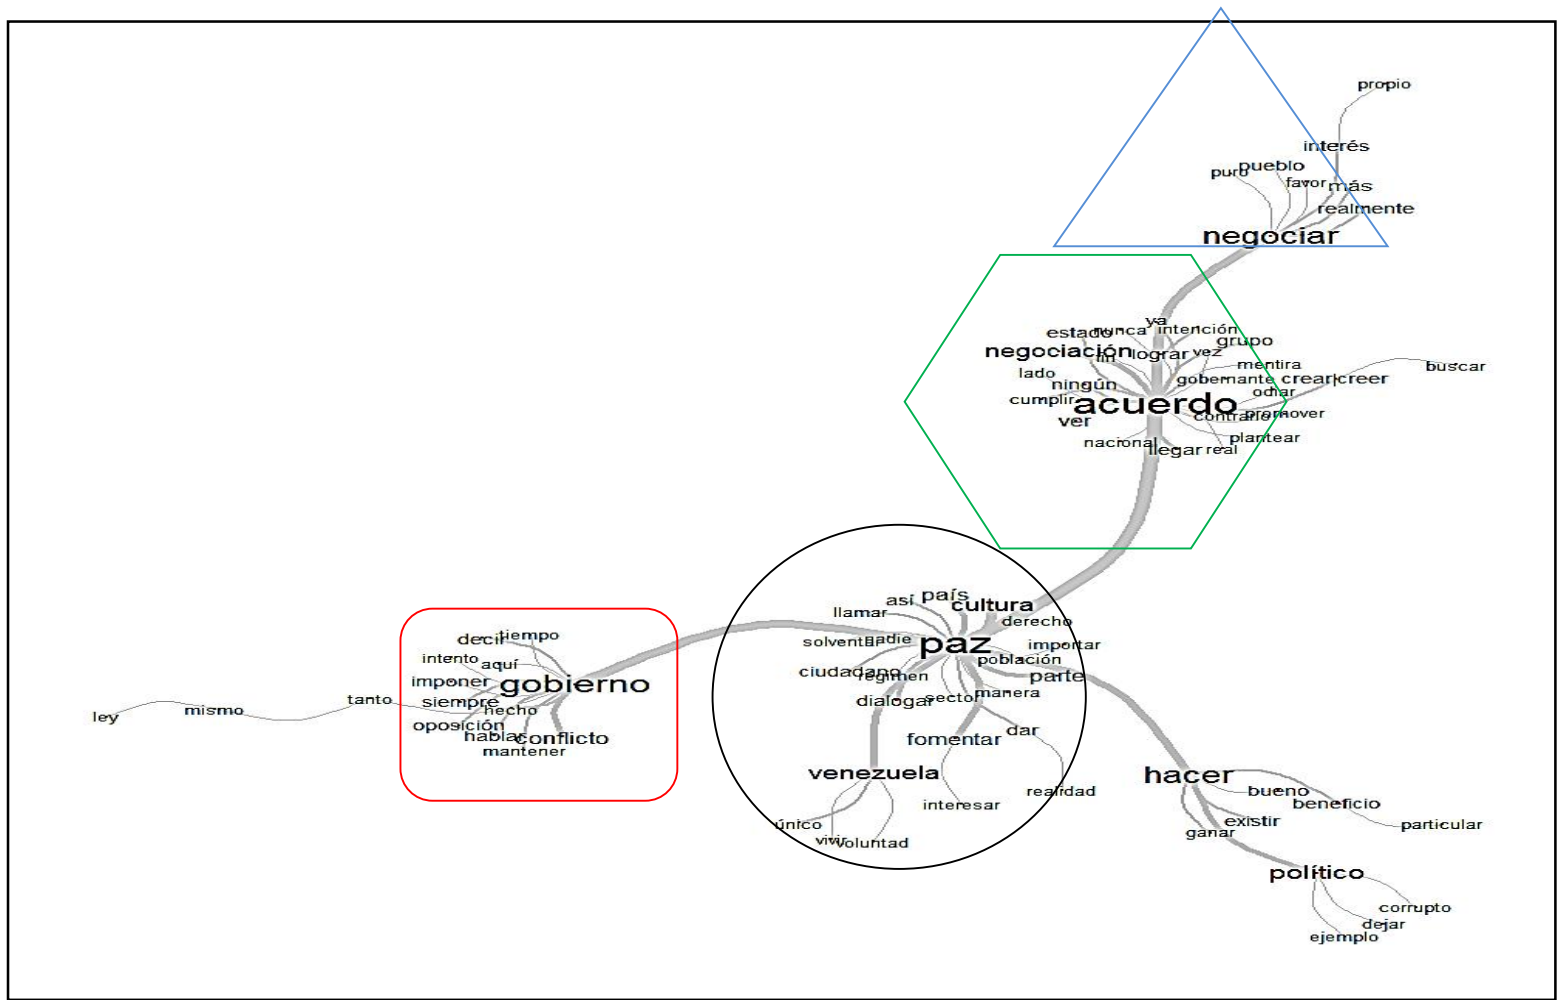 propio
interés
pueblo
puro
favor
más
realmente
negociar
ya
estado
nunca
intención
grupo
negociación
fin
lograr
vez
mentira
lado
ningún
gobernante
crear
creer
buscar
odiar
cumplir
acuerdo
contrario
promover
ver
nacional
llegar
real
plantear
así
país
cultura
llamar
derecho
solventar
nadie
paz
importar
población
ciudadano
régimen
parte
dialogar
sector
manera
fomentar
dar
venezuela
interesar
realidad
único
vivir
voluntad
decir
tiempo
intento
aquí
imponer
gobierno
siempre
hecho
oposición
hablar
conflicto
mantener
tanto
mismo
ley
hacer
bueno
beneficio
existir
ganar
particular
político
corrupto
dejar
ejemplo